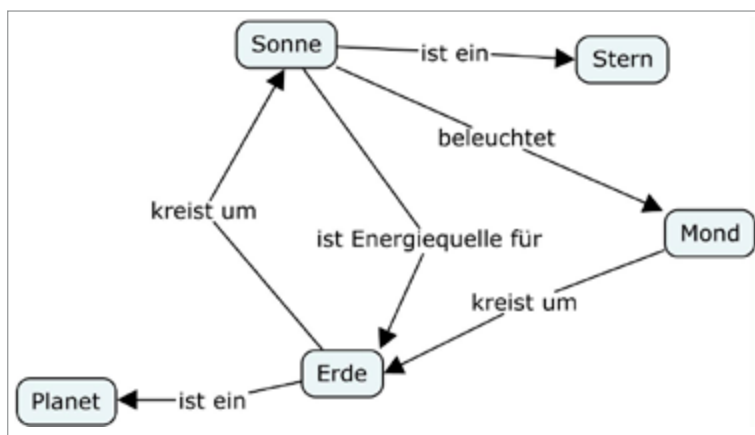 Sonne
ist ein
Stern
beleuchtet
kreist um
ist Energiequelle für
Mond
kreist um
Erde
Planet
ist ein